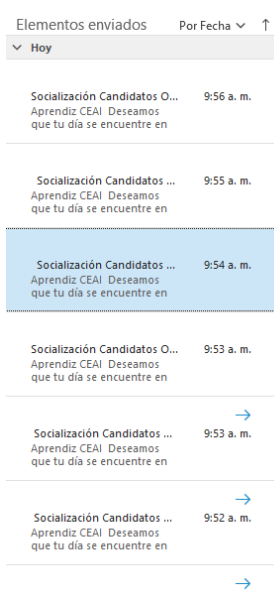 Elementos enviados Por Fecha
Hoy
Socialización Candidatos O... 9:56 a. m.
Aprendiz CEAI Deseamos
que tu día se encuentre en
Socialización Candidatos ... 9:55 a. m.
Aprendiz CEAI Deseamos
que tu día se encuentre en
Socialización Candidatos ... 9:54 a. m.
Aprendiz CEAI Deseamos
que tu día se encuentre en
Socialización Candidatos O... 9:53 a. m.
Aprendiz CEAI Deseamos
que tu día se encuentre en
Socialización Candidatos ... 9:53 a. m.
Aprendiz CEAI Deseamos
que tu día se encuentre en
Socialización Candidatos ... 9:52 a. m.
Aprendiz CEAI Deseamos
que tu día se encuentre en